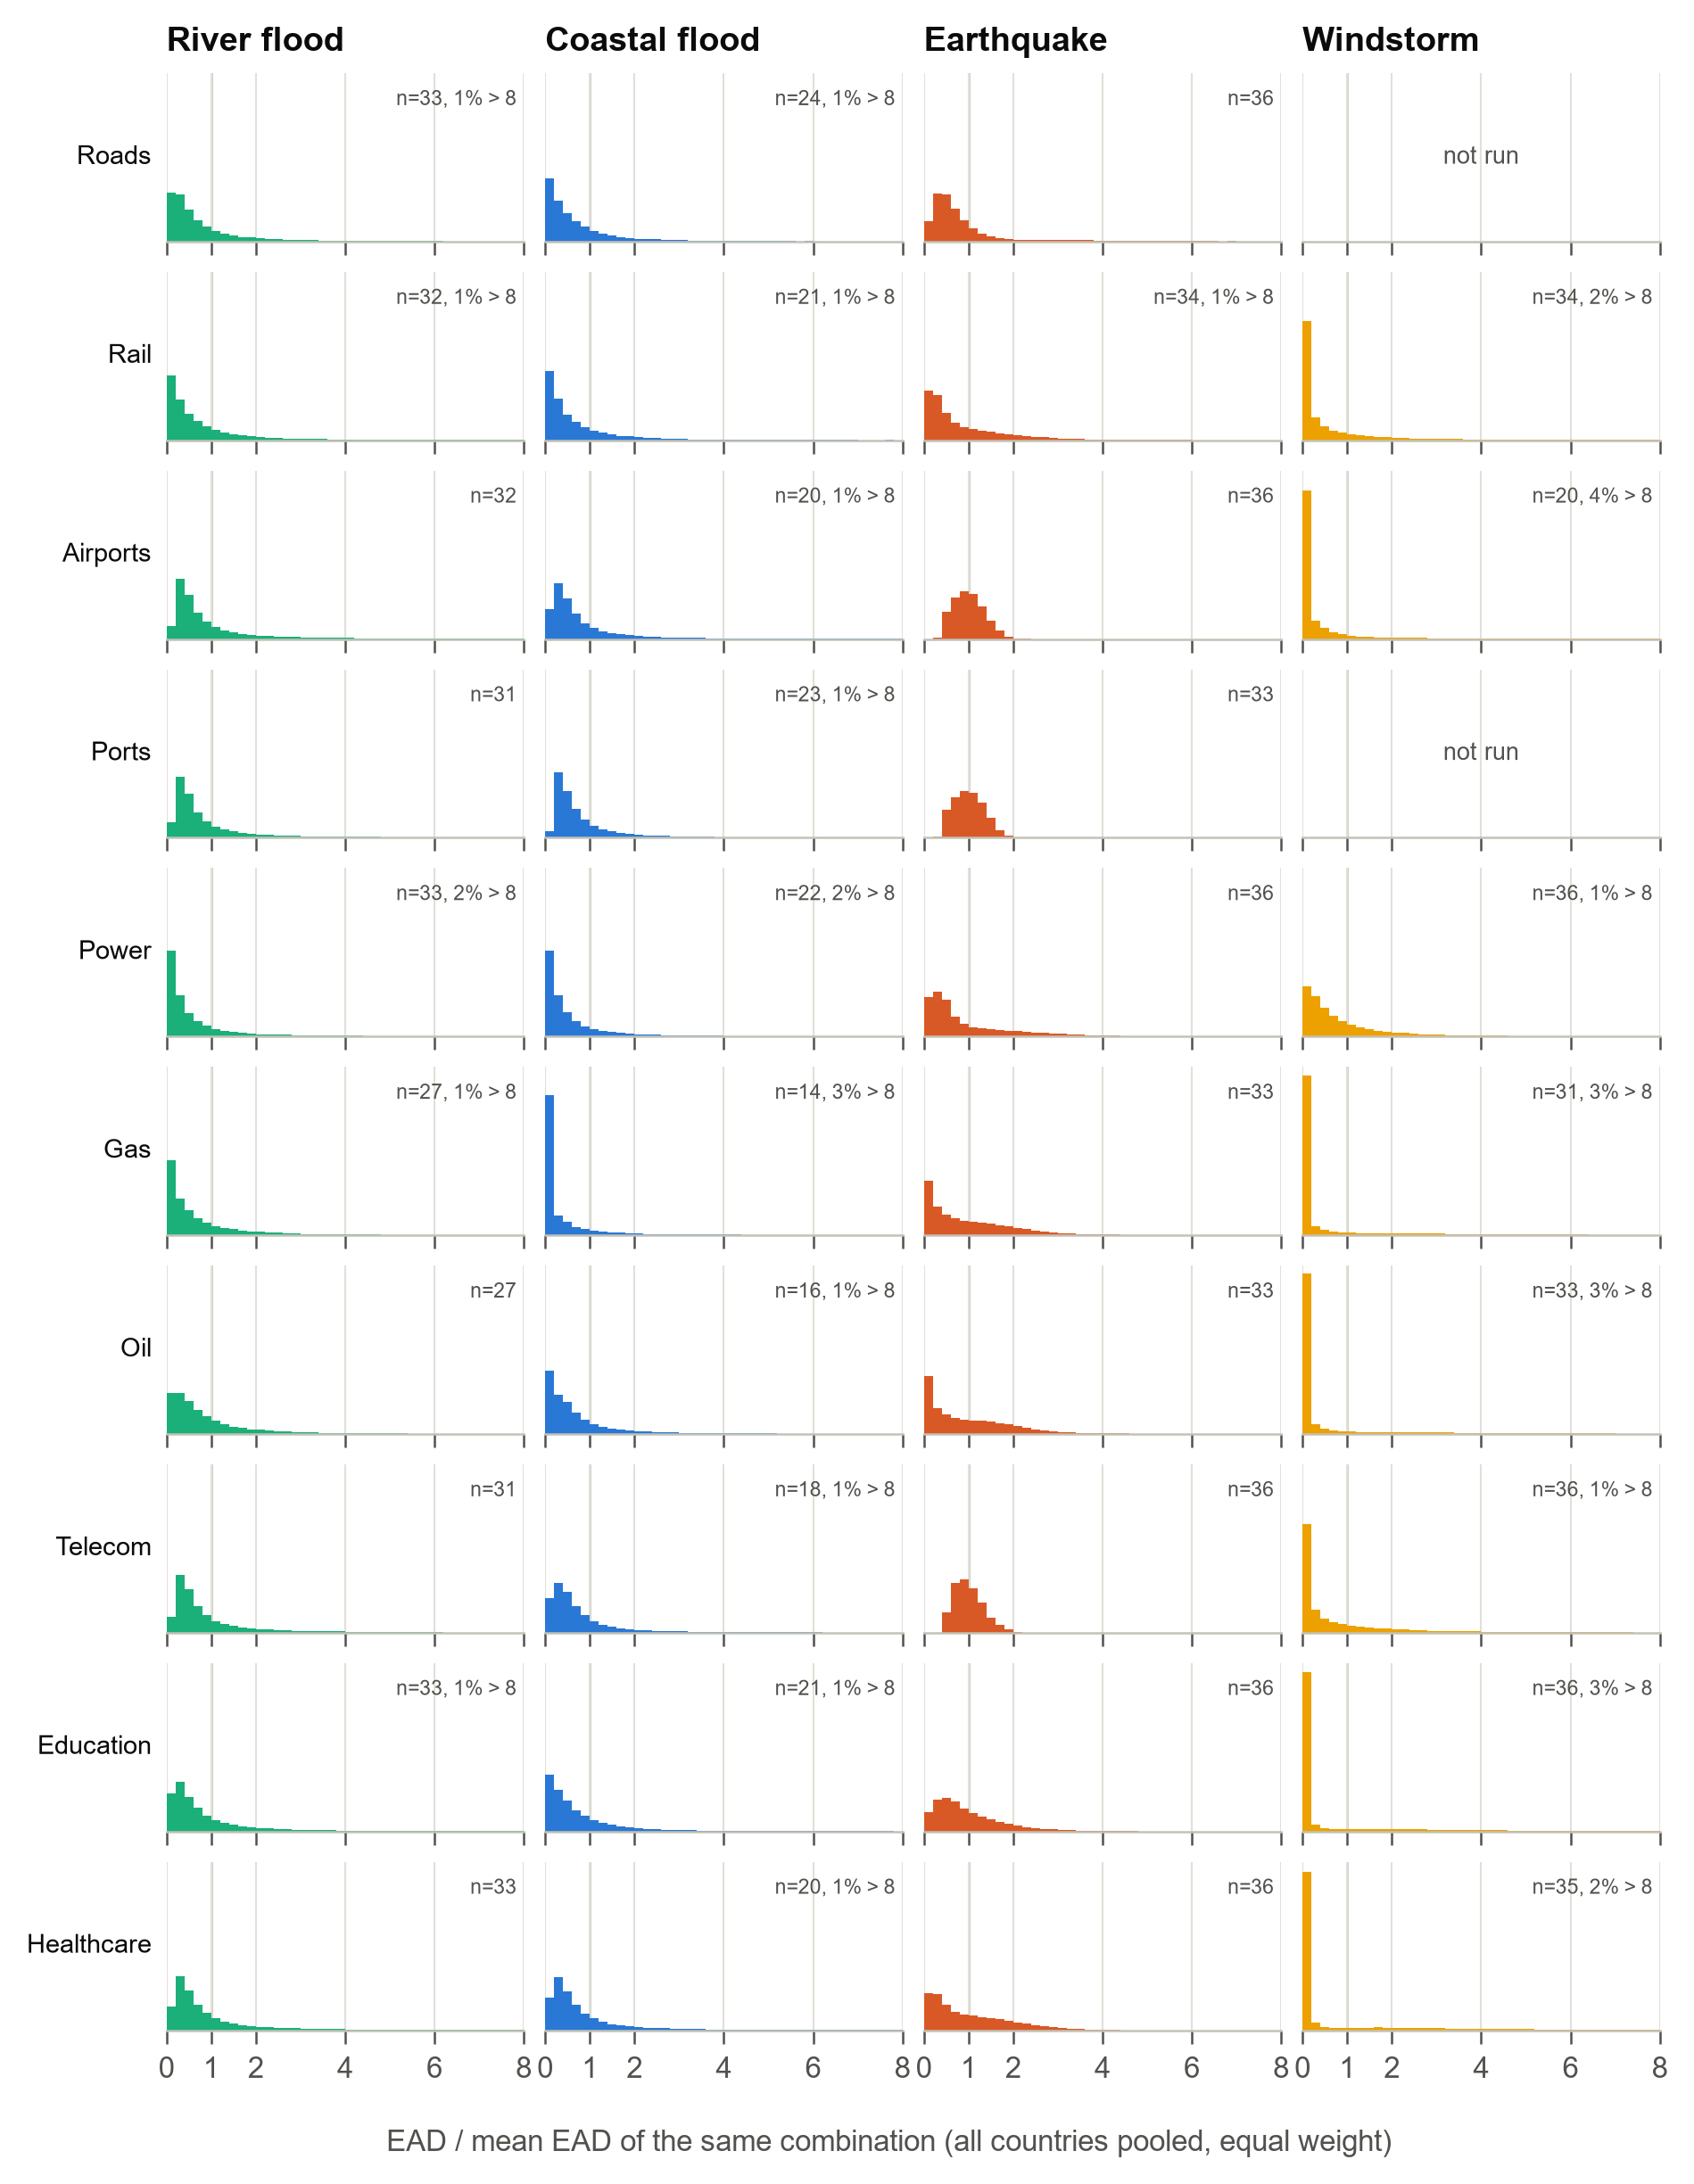 River flood Coastal flood Earthquake Windstorm
Roads n=33, 1% > 8 n=24, 1% > 8 n=36 not run
Rail n=32, 1% > 8 n=21, 1% > 8 n=34, 1% > 8 n=34, 2% > 8
Airports n=32 n=20, 1% > 8 n=36 n=20, 4% > 8
Ports n=31 n=23, 1% > 8 n=33 not run
Power n=33, 2% > 8 n=22, 2% > 8 n=36 n=36, 1% > 8
Gas n=27, 1% > 8 n=14, 3% > 8 n=33 n=31, 3% > 8
Oil n=27 n=16, 1% > 8 n=33 n=33, 3% > 8
Telecom n=31 n=18, 1% > 8 n=36 n=36, 1% > 8
Education n=33, 1% > 8 n=21, 1% > 8 n=36 n=36, 3% > 8
Healthcare n=33 n=20, 1% > 8 n=36 n=35, 2% > 8
0 1 2 4 6 8 0 1 2 4 6 8 0 1 2 4 6 8 0 1 2 4 6 8
EAD / mean EAD of the same combination (all countries pooled, equal weight)